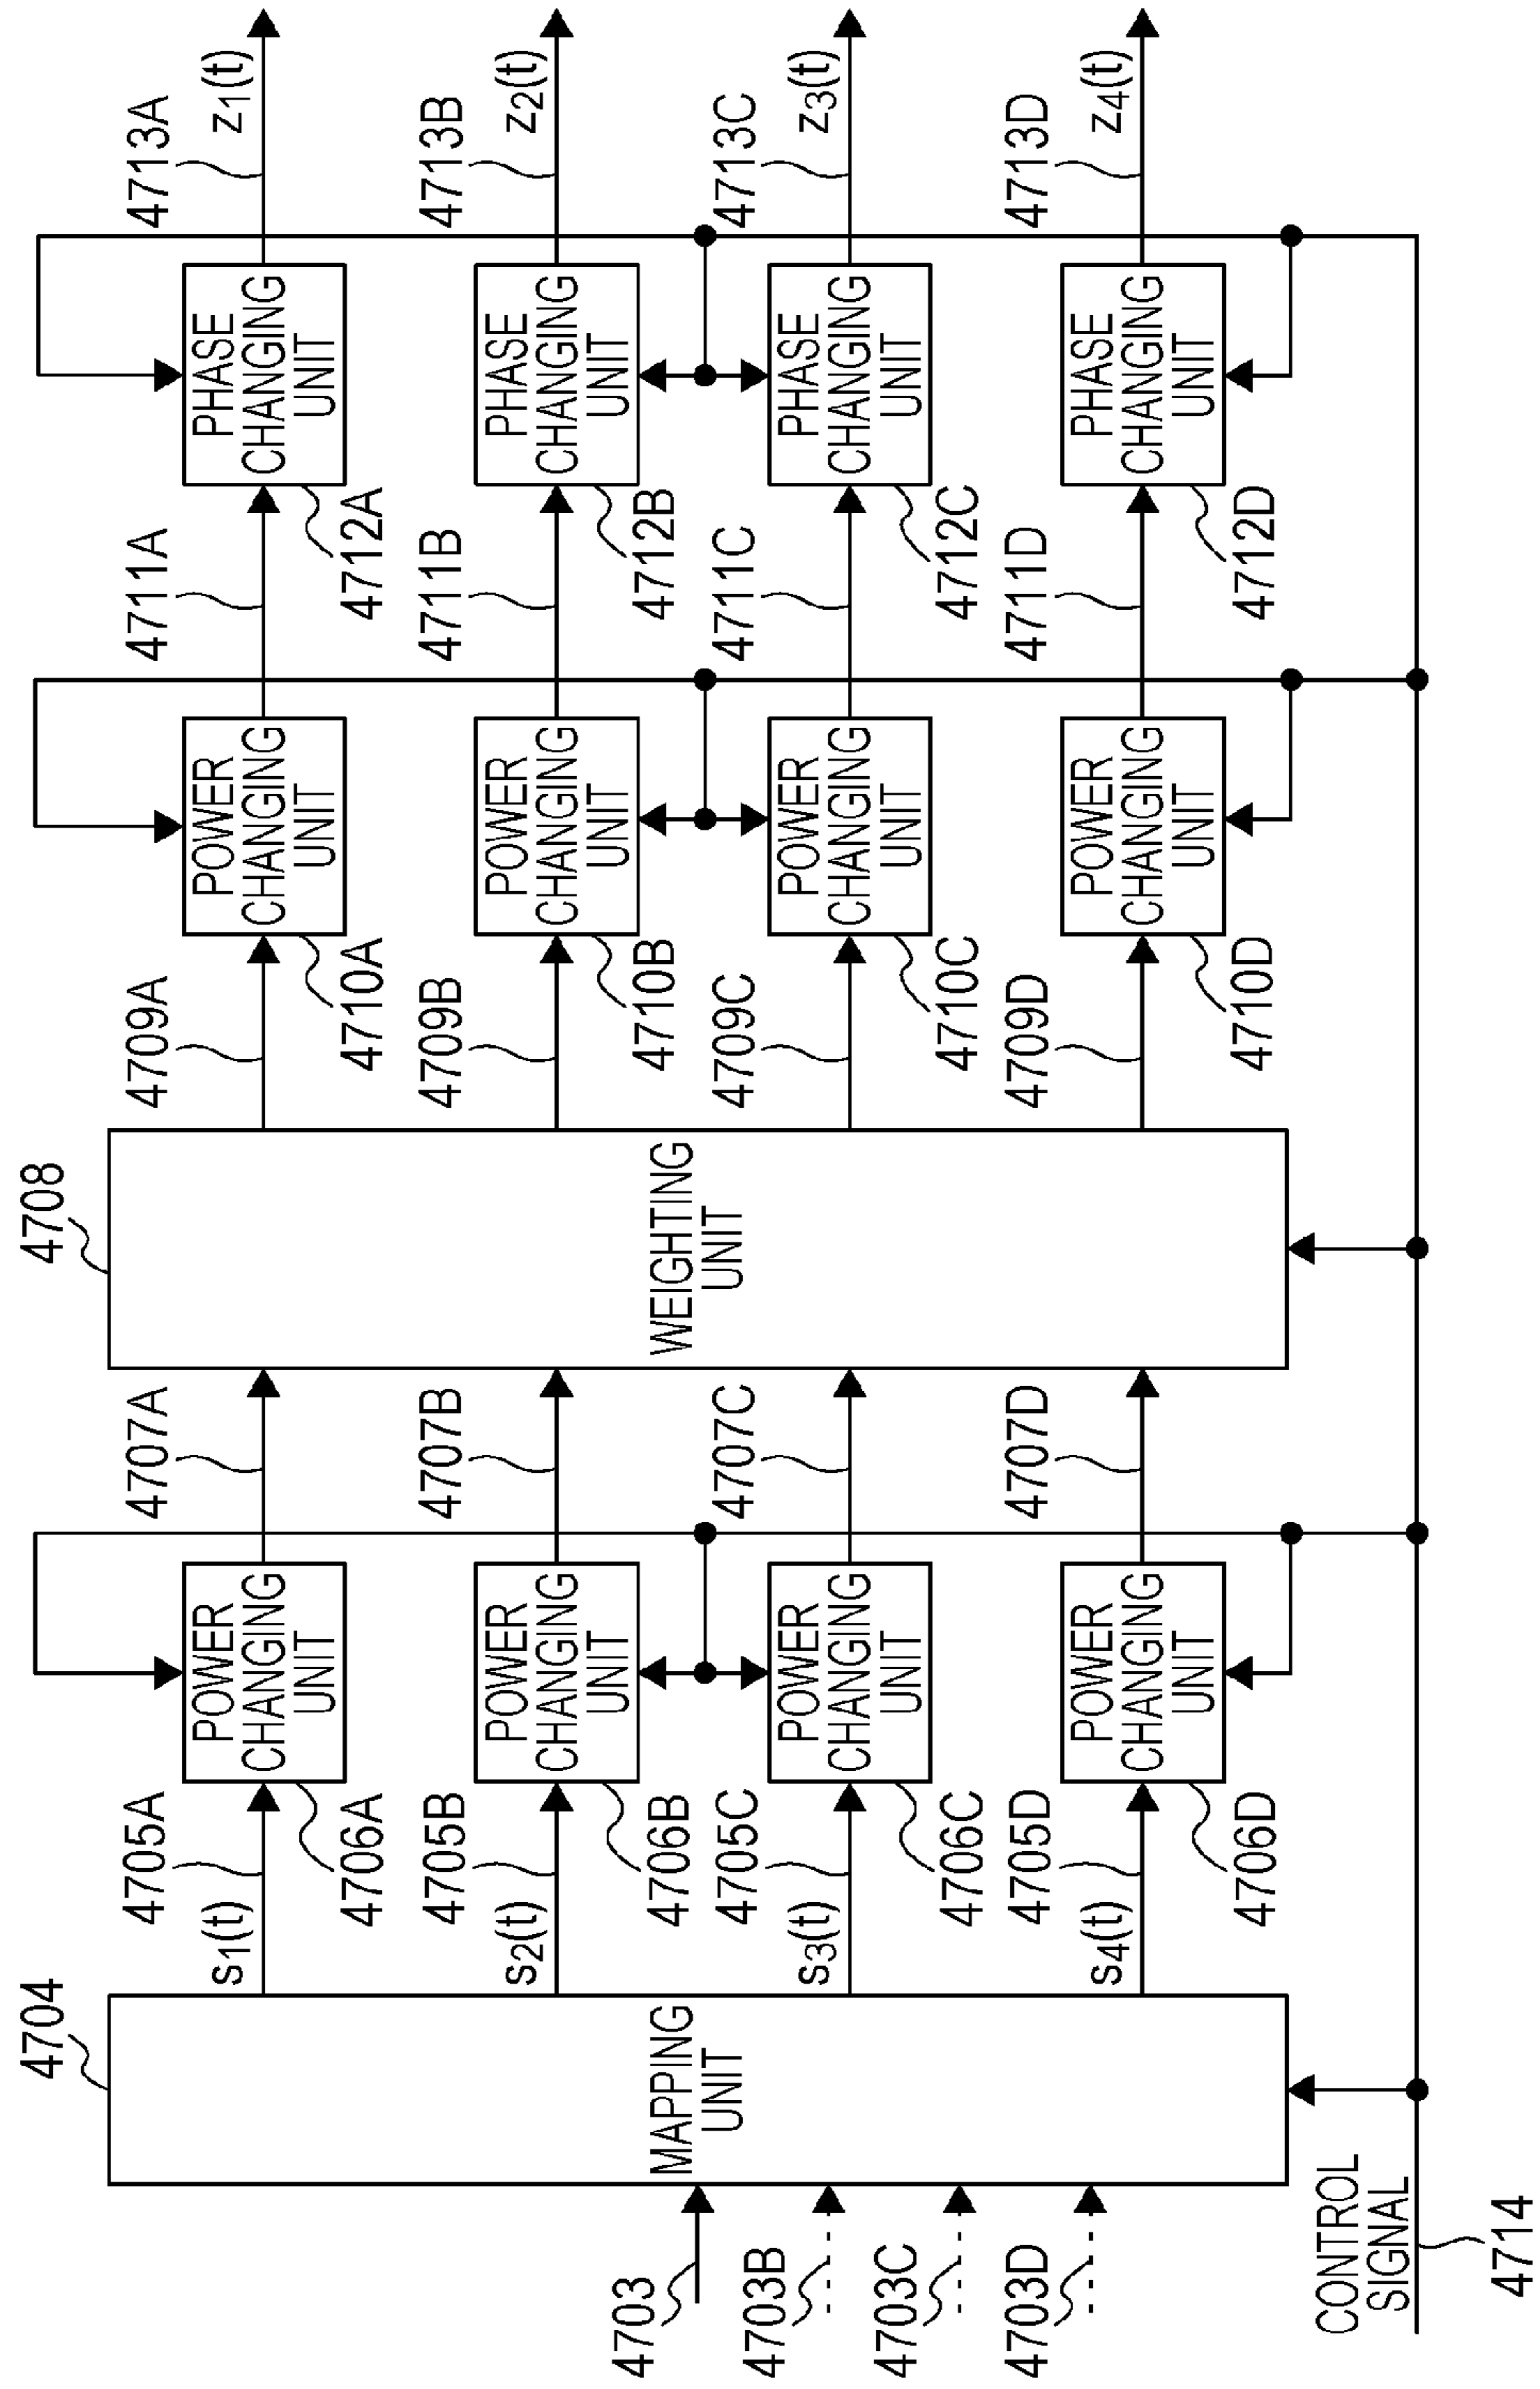 4703
4703B
4703C
4703D
CONTROL
SIGNAL
4714
4704
MAPPING
UNIT
s1(t)
4705A
s2(t)
4705B
s3(t)
4705C
s4(t)
4705D
POWER
CHANGING
UNIT
4706A
POWER
CHANGING
UNIT
4706B
POWER
CHANGING
UNIT
4706C
POWER
CHANGING
UNIT
4706D
4707A
4707B
4707C
4707D
4708
WEIGHTING
UNIT
4709A
4709B
4709C
4709D
POWER
CHANGING
UNIT
4710A
POWER
CHANGING
UNIT
4710B
POWER
CHANGING
UNIT
4710C
POWER
CHANGING
UNIT
4710D
4711A
4711B
4711C
4711D
PHASE
CHANGING
UNIT
4712A
PHASE
CHANGING
UNIT
4712B
PHASE
CHANGING
UNIT
4712C
PHASE
CHANGING
UNIT
4712D
4713A
z1(t)
4713B
z2(t)
4713C
z3(t)
4713D
z4(t)